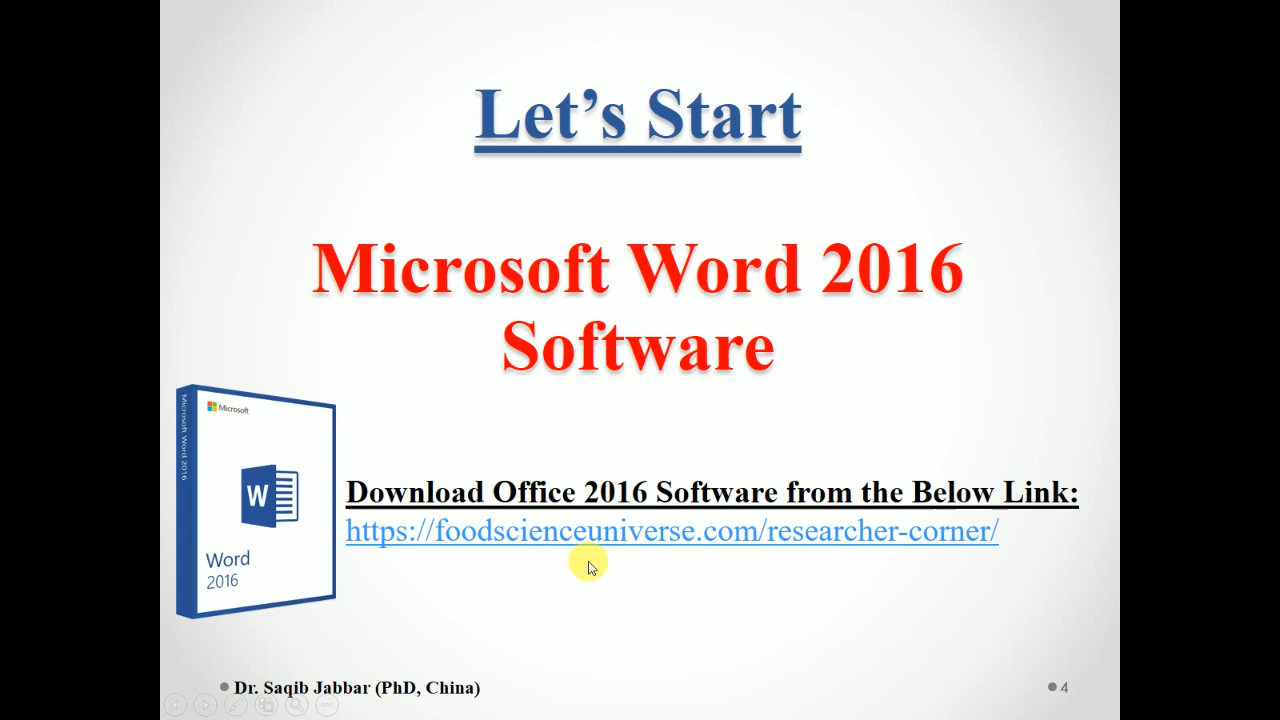 Let’s Start
Microsoft Word 2016
Software
Microsoft
Microsoft Word 2016
W
Word
2016
Download Office 2016 Software from the Below Link:
https://foodscienceuniverse.com/researcher-corner/
Dr. Saqib Jabbar (PhD, China)
4